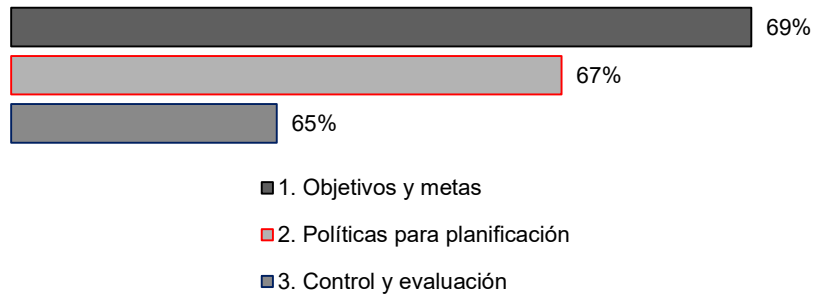 69%
67%
65%
1. Objetivos y metas
2. Políticas para planificación
3. Control y evaluación